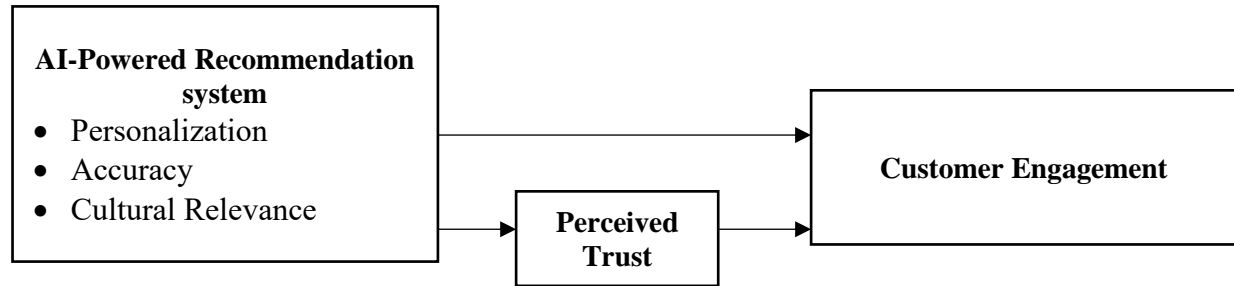 AI-Powered Recommendation
system
• Personalization
• Accuracy
• Cultural Relevance
Customer Engagement
Perceived
Trust